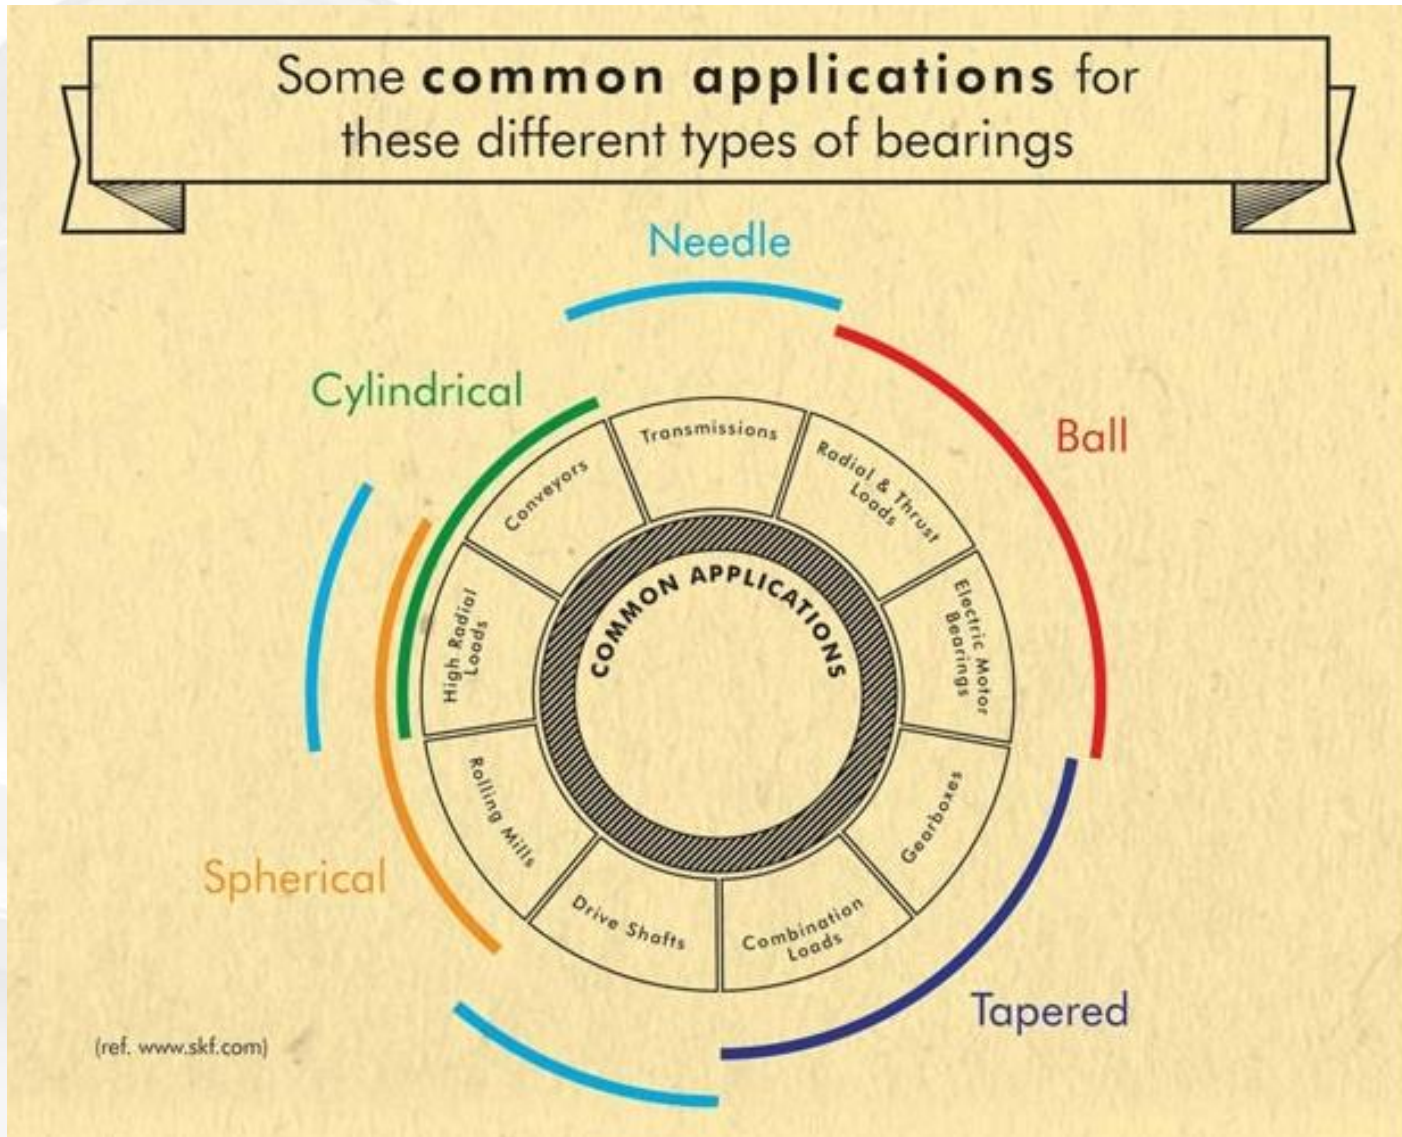 Some common applications for
these different types of bearings
Needle
Cylindrical
Ball
Transmissions
Radial & Thrust
Loads
Conveyors
Electric Motor
Bearings
COMMON APPLICATIONS
High Radial
Loads
Rolling Mills
Gearboxes
Spherical
Drive Shafts
Combination
Loads
Tapered
(ref. www.skf.com)